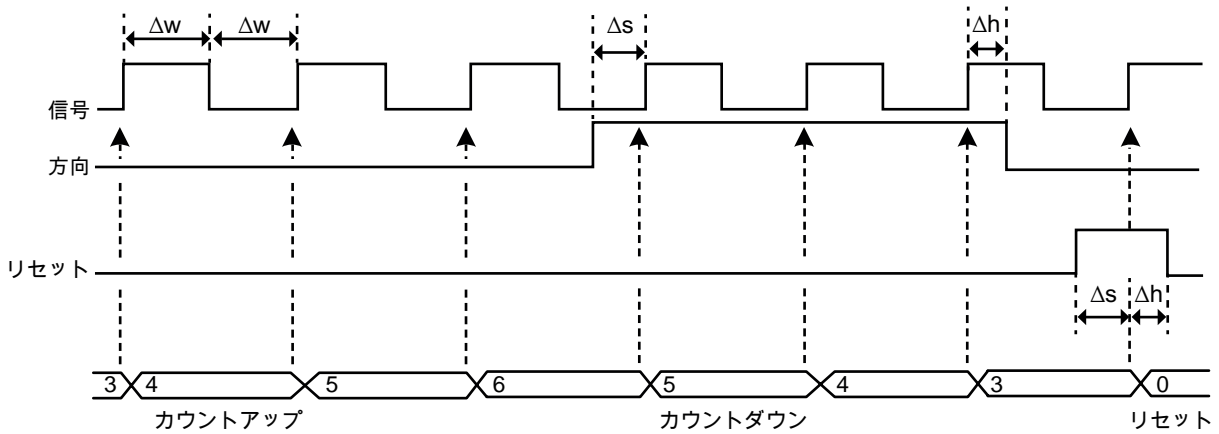 Δw Δw Δs Δh
信号
方向
リセット
Δs Δh
3 4 5 6 5 4 3 0
カウントアップ カウントダウン リセット